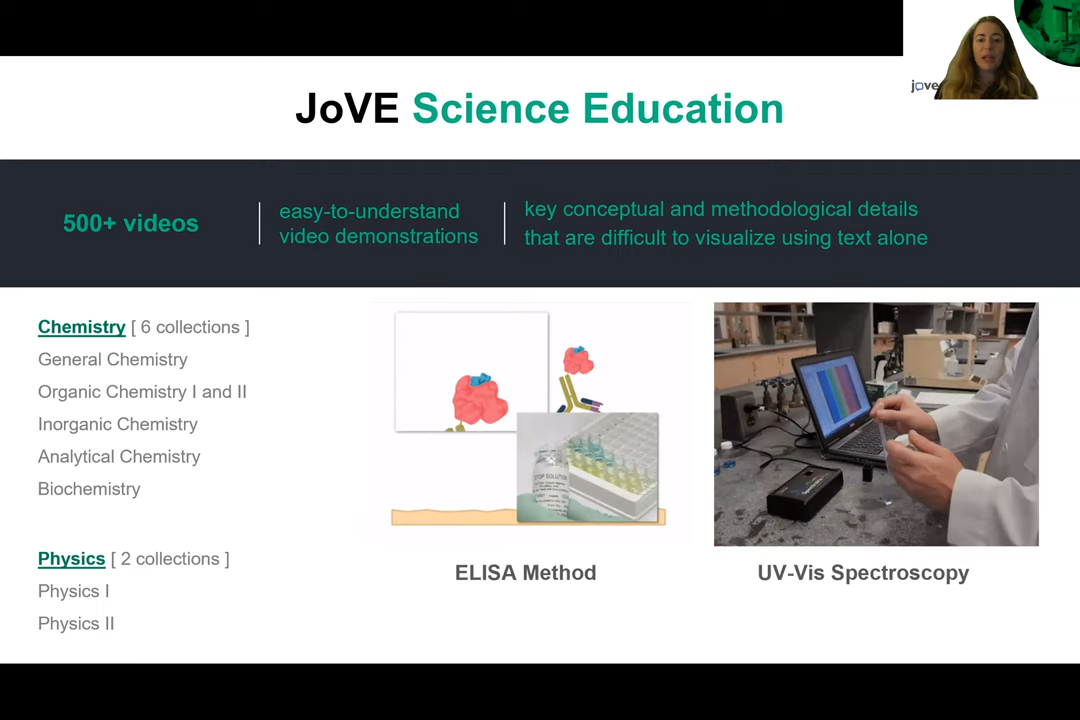 jove
JoVE Science Education
500+ videos
easy-to-understand
video demonstrations
key conceptual and methodological details
that are difficult to visualize using text alone
Chemistry [ 6 collections ]
General Chemistry
Organic Chemistry I and II
Inorganic Chemistry
Analytical Chemistry
Biochemistry
Physics [ 2 collections ]
Physics I
Physics II
STOP SOLUTION
ELISA Method
UV-Vis Spectroscopy